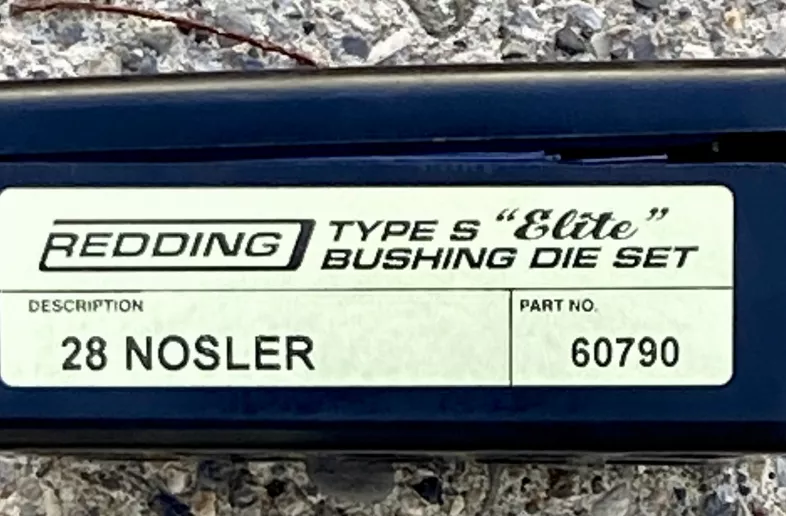 REDDING TYPE S "Elite"
BUSHING DIE SET
DESCRIPTION
28 NOSLER
PART NO.
60790